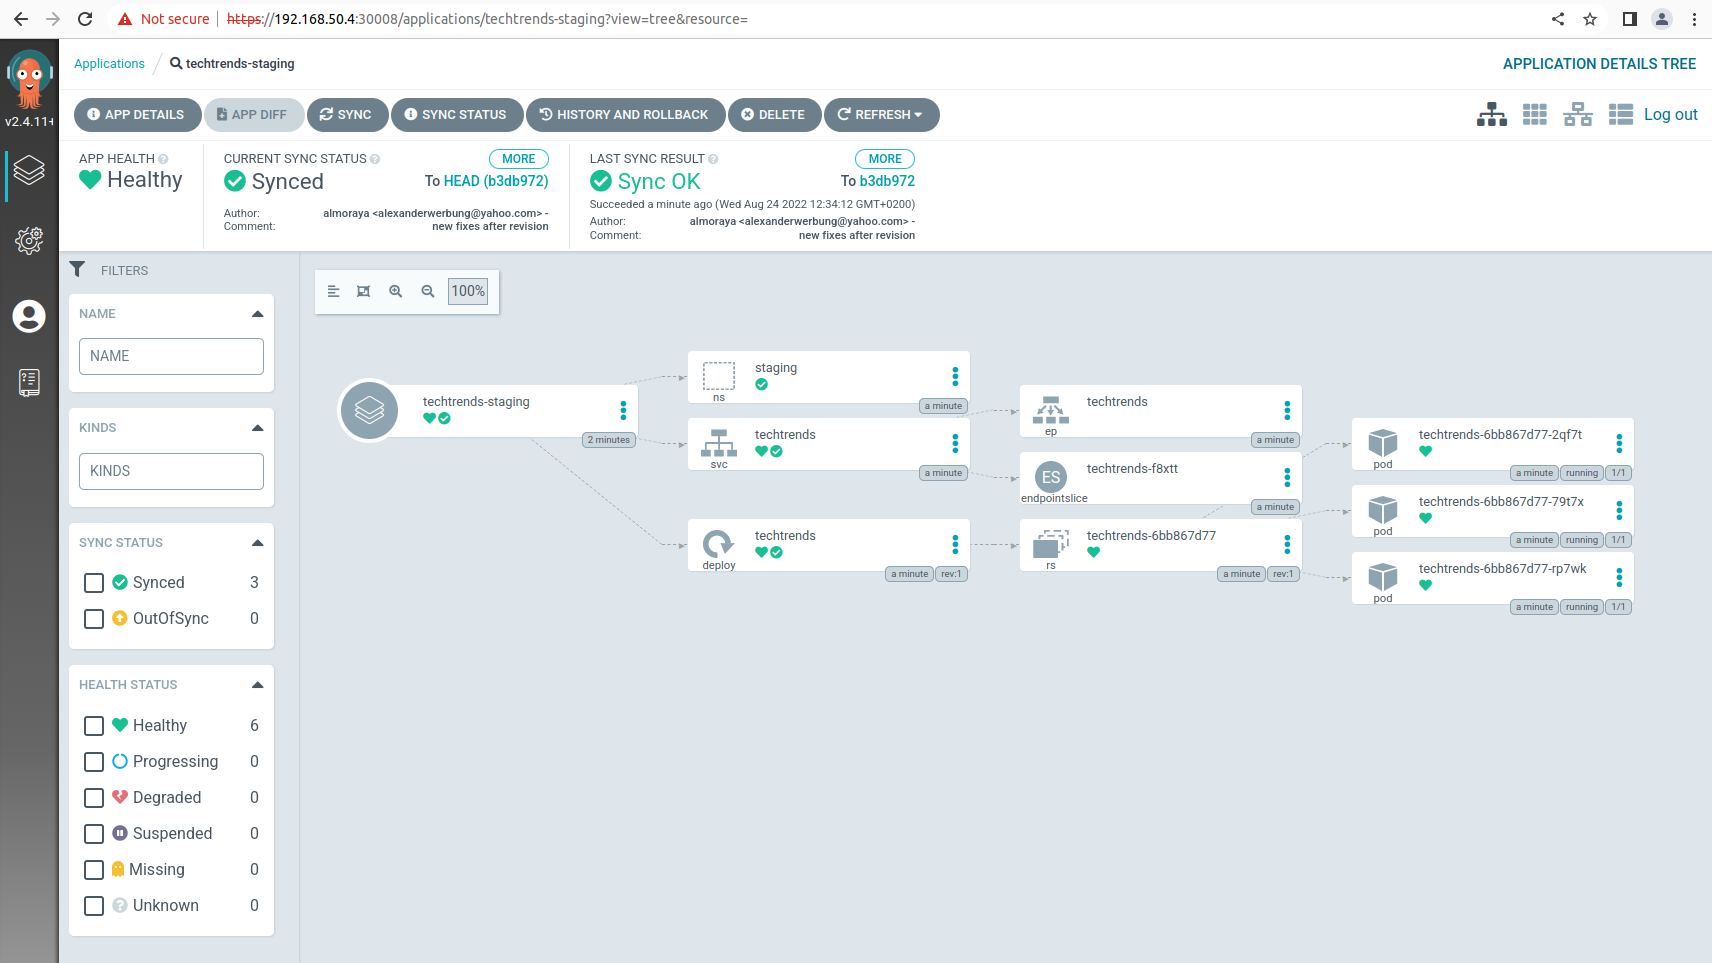 Not secure https://192.168.50.4:30008/applications/techtrends-staging?view=tree&resource=
Applications / techtrends-staging APPLICATION DETAILS TREE
v2.4.11+
APP DETAILS APP DIFF SYNC SYNC STATUS HISTORY AND ROLLBACK DELETE REFRESH Log out
APP HEALTH
Healthy
CURRENT SYNC STATUS MORE
Synced To HEAD (b3db972)
Author: almoraya <alexanderwerbung@yahoo.com> -
Comment: new fixes after revision
LAST SYNC RESULT MORE
Sync OK To b3db972
Succeeded a minute ago (Wed Aug 24 2022 12:34:12 GMT+0200)
Author: almoraya <alexanderwerbung@yahoo.com> -
Comment: new fixes after revision
FILTERS
NAME
NAME
KINDS
KINDS
SYNC STATUS
Synced 3
OutOfSync 0
HEALTH STATUS
Healthy 6
Progressing 0
Degraded 0
Suspended 0
Missing 0
Unknown 0
100%
techtrends-staging
2 minutes
staging
ns
a minute
techtrends
svc
a minute
techtrends
deploy
a minute rev:1
techtrends
ep
a minute
ES
techtrends-f8xtt
endpointslice
a minute
techtrends-6bb867d77
rs
a minute rev:1
techtrends-6bb867d77-2qf7t
pod
a minute running 1/1
techtrends-6bb867d77-79t7x
pod
a minute running 1/1
techtrends-6bb867d77-rp7wk
pod
a minute running 1/1